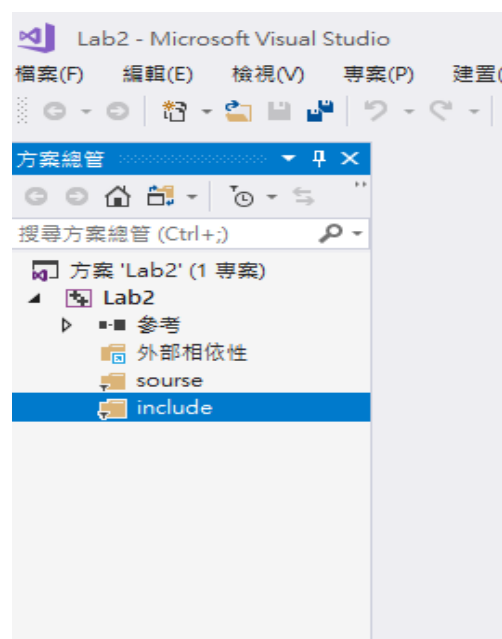 Lab2 - Microsoft Visual Studio
檔案(F) 編輯(E) 檢視(V) 專案(P) 建置(
方案總管
搜尋方案總管 (Ctrl+;)
方案 'Lab2' (1 專案)
Lab2
參考
外部相依性
sourse
include